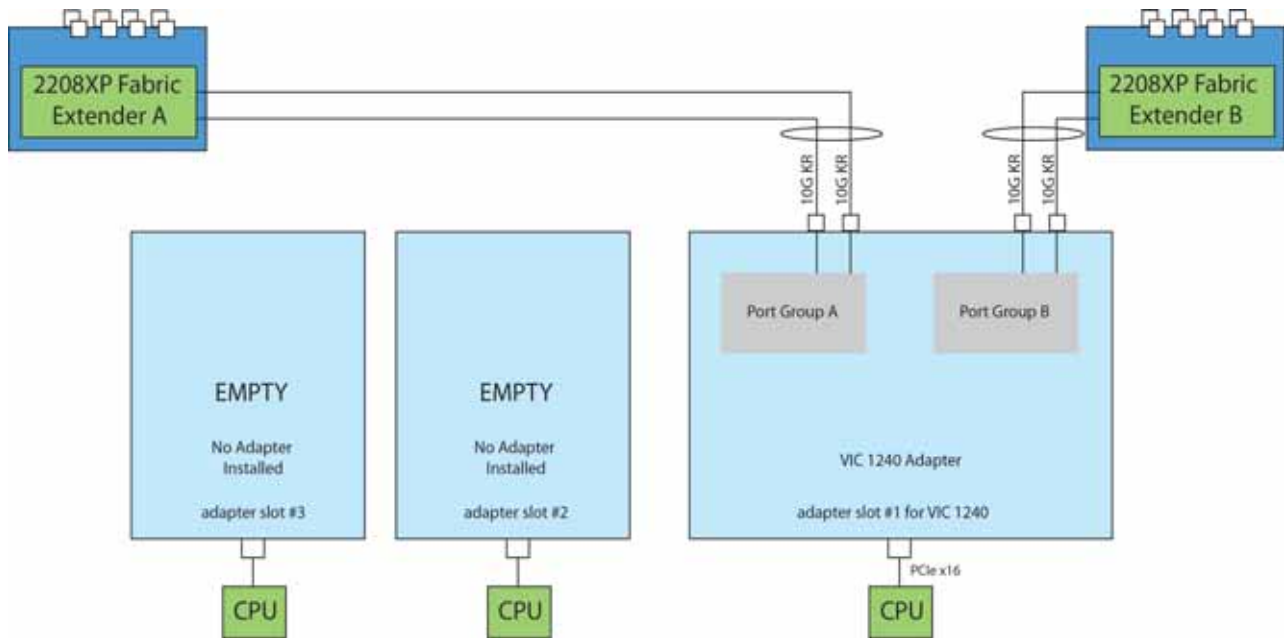 2208XP Fabric
Extender A
2208XP Fabric
Extender B
10G KR
10G KR
10G KR
10G KR
Port Group A
Port Group B
EMPTY
No Adapter
Installed
adapter slot #3
EMPTY
No Adapter
Installed
adapter slot #2
VIC 1240 Adapter
adapter slot #1 for VIC 1240
PCIe x16
CPU
CPU
CPU